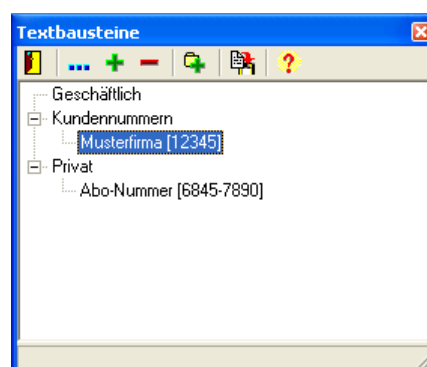 Textbausteine
Geschäftlich
Kundennummern
Musterfirma [12345]
Privat
Abo-Nummer [6845-7890]